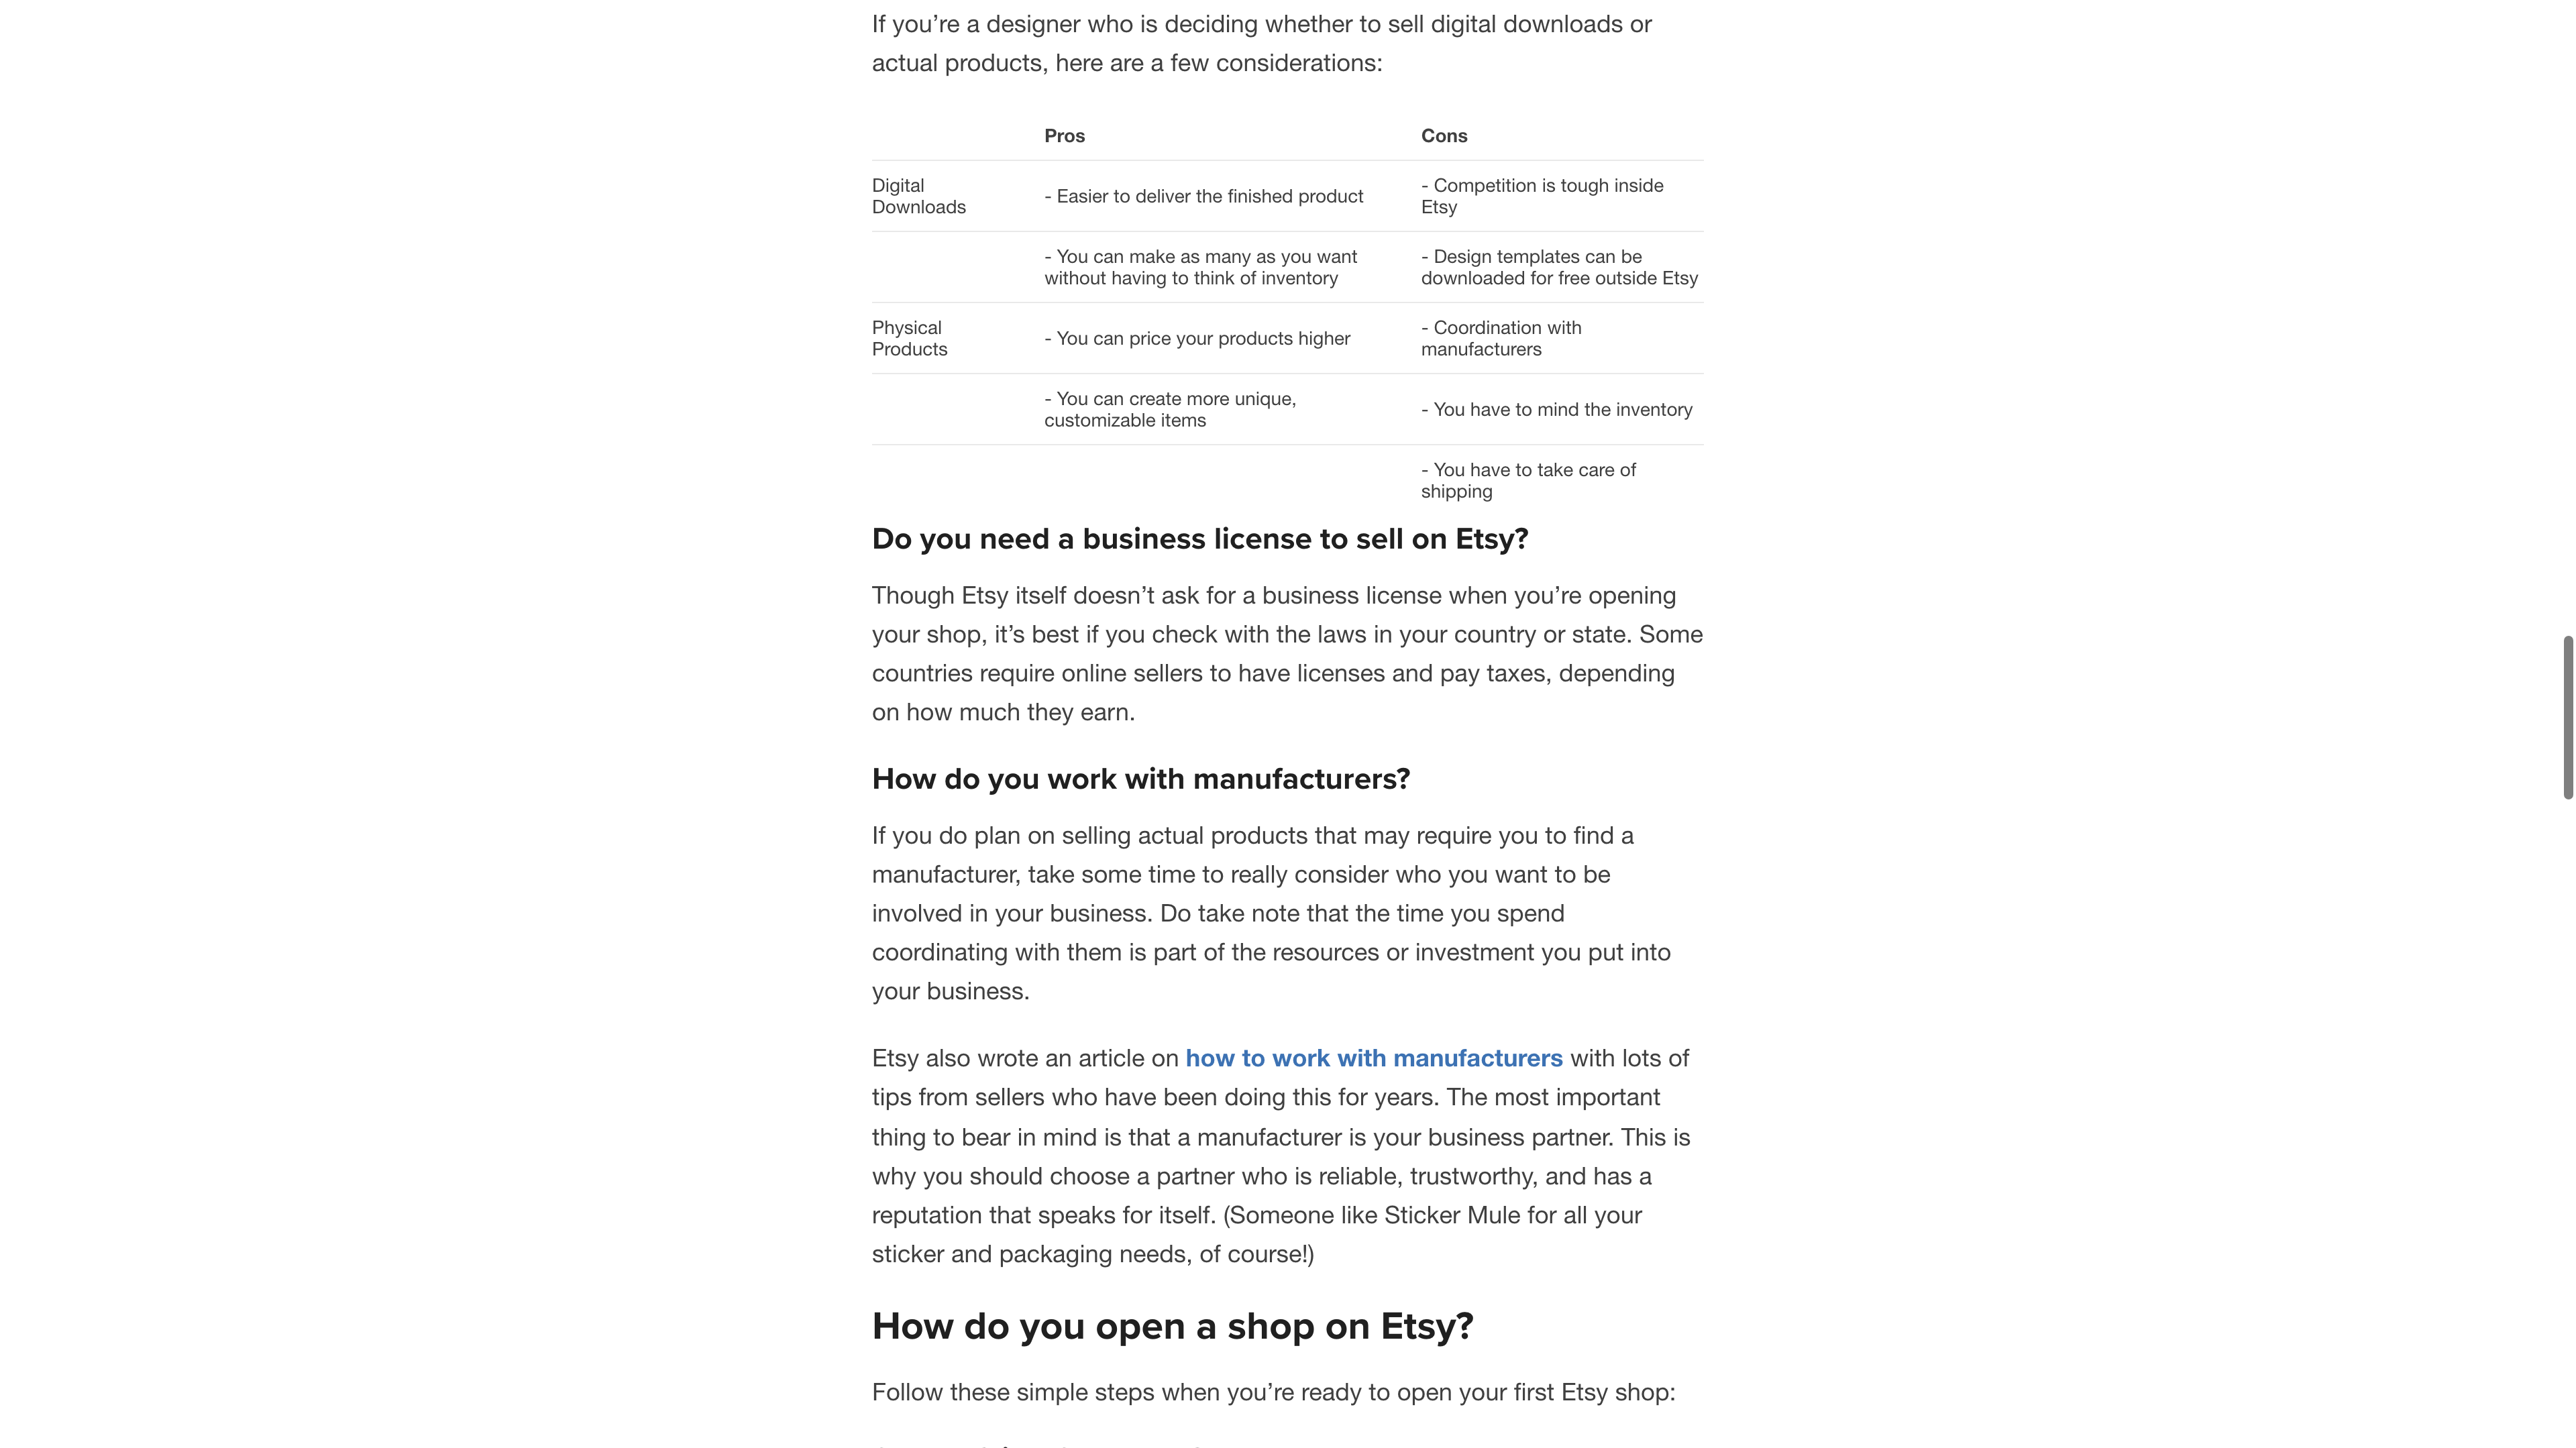 If you’re a designer who is deciding whether to sell digital downloads or
actual products, here are a few considerations:
Pros
Cons
Digital
Downloads
- Easier to deliver the finished product
- Competition is tough inside
Etsy
- You can make as many as you want
without having to think of inventory
- Design templates can be
downloaded for free outside Etsy
Physical
Products
- You can price your products higher
- Coordination with
manufacturers
- You can create more unique,
customizable items
- You have to mind the inventory
- You have to take care of
shipping
Do you need a business license to sell on Etsy?
Though Etsy itself doesn’t ask for a business license when you’re opening
your shop, it’s best if you check with the laws in your country or state. Some
countries require online sellers to have licenses and pay taxes, depending
on how much they earn.
How do you work with manufacturers?
If you do plan on selling actual products that may require you to find a
manufacturer, take some time to really consider who you want to be
involved in your business. Do take note that the time you spend
coordinating with them is part of the resources or investment you put into
your business.
Etsy also wrote an article on how to work with manufacturers with lots of
tips from sellers who have been doing this for years. The most important
thing to bear in mind is that a manufacturer is your business partner. This is
why you should choose a partner who is reliable, trustworthy, and has a
reputation that speaks for itself. (Someone like Sticker Mule for all your
sticker and packaging needs, of course!)
How do you open a shop on Etsy?
Follow these simple steps when you’re ready to open your first Etsy shop: